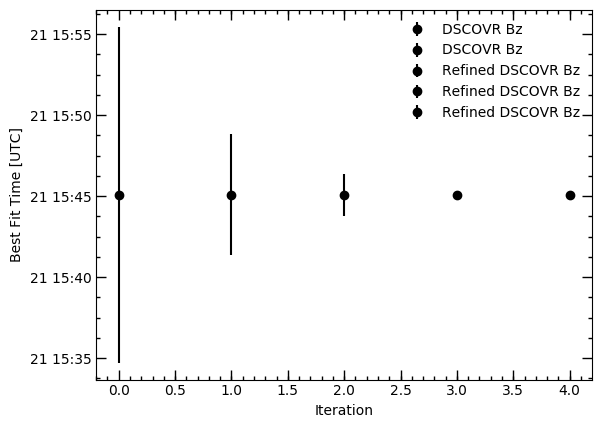 DSCOVR Bz
DSCOVR Bz
Refined DSCOVR Bz
Refined DSCOVR Bz
Refined DSCOVR Bz
21 15:55
21 15:50
21 15:45
21 15:40
21 15:35
Best Fit Time [UTC]
0.0 0.5 1.0 1.5 2.0 2.5 3.0 3.5 4.0
Iteration